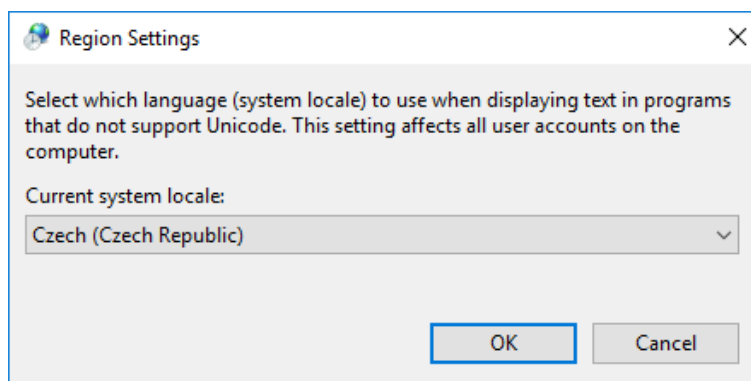 Region Settings
Select which language (system locale) to use when displaying text in programs
that do not support Unicode. This setting affects all user accounts on the
computer.
Current system locale:
Czech (Czech Republic)
OK Cancel